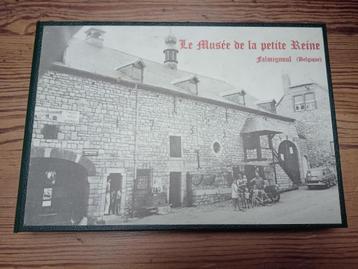 Le Musée de la petite Reine
Falmignoul (Belgique)